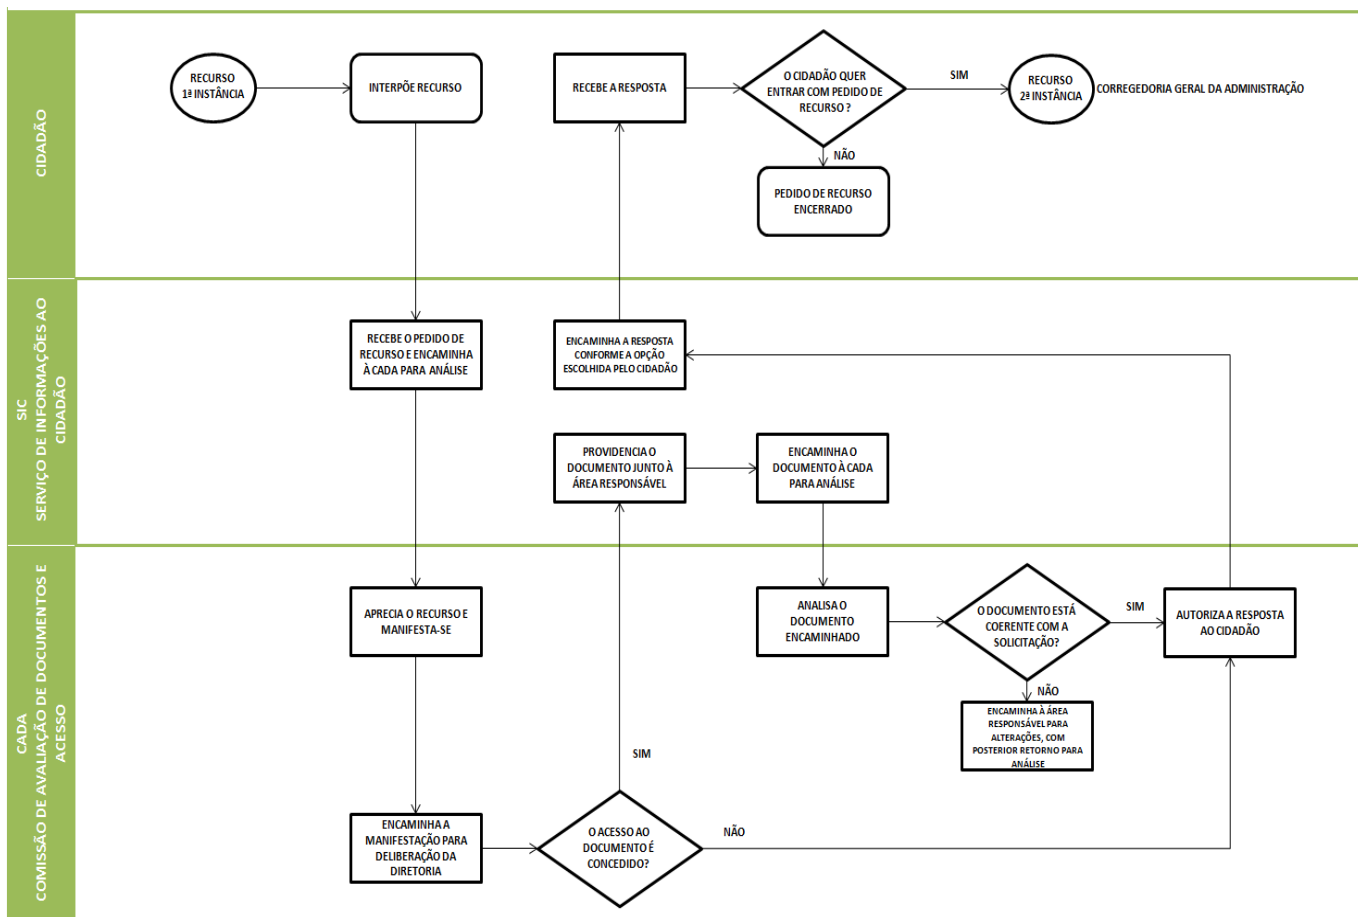 CIDADÃO
RECURSO
1ª INSTÂNCIA
INTERPÕE RECURSO
RECEBE A RESPOSTA
O CIDADÃO QUER
ENTRAR COM PEDIDO DE
RECURSO ?
SIM
RECURSO
2ª INSTÂNCIA
CORREGEDORIA GERAL DA ADMINISTRAÇÃO
NÃO
PEDIDO DE RECURSO
ENCERRADO
SIC
SERVIÇO DE INFORMAÇÕES AO
CIDADÃO
RECEBE O PEDIDO DE
RECURSO E ENCAMINHA
À CADA PARA ANÁLISE
ENCAMINHA A RESPOSTA
CONFORME A OPÇÃO
ESCOLHIDA PELO CIDADÃO
PROVIDENCIA O
DOCUMENTO JUNTO À
ÁREA RESPONSÁVEL
ENCAMINHA O
DOCUMENTO À CADA
PARA ANÁLISE
CADA
COMISSÃO DE AVALIAÇÃO DE DOCUMENTOS E
ACESSO
APRECIA O RECURSO E
MANIFESTA-SE
ANALISA O
DOCUMENTO
ENCAMINHADO
O DOCUMENTO ESTÁ
COERENTE COM A
SOLICITAÇÃO?
SIM
AUTORIZA A RESPOSTA
AO CIDADÃO
NÃO
ENCAMINHA À ÁREA
RESPONSÁVEL PARA
ALTERAÇÕES, COM
POSTERIOR RETORNO PARA
ANÁLISE
SIM
ENCAMINHA A
MANIFESTAÇÃO PARA
DELIBERAÇÃO DA
DIRETORIA
O ACESSO AO
DOCUMENTO É
CONCEDIDO?
NÃO